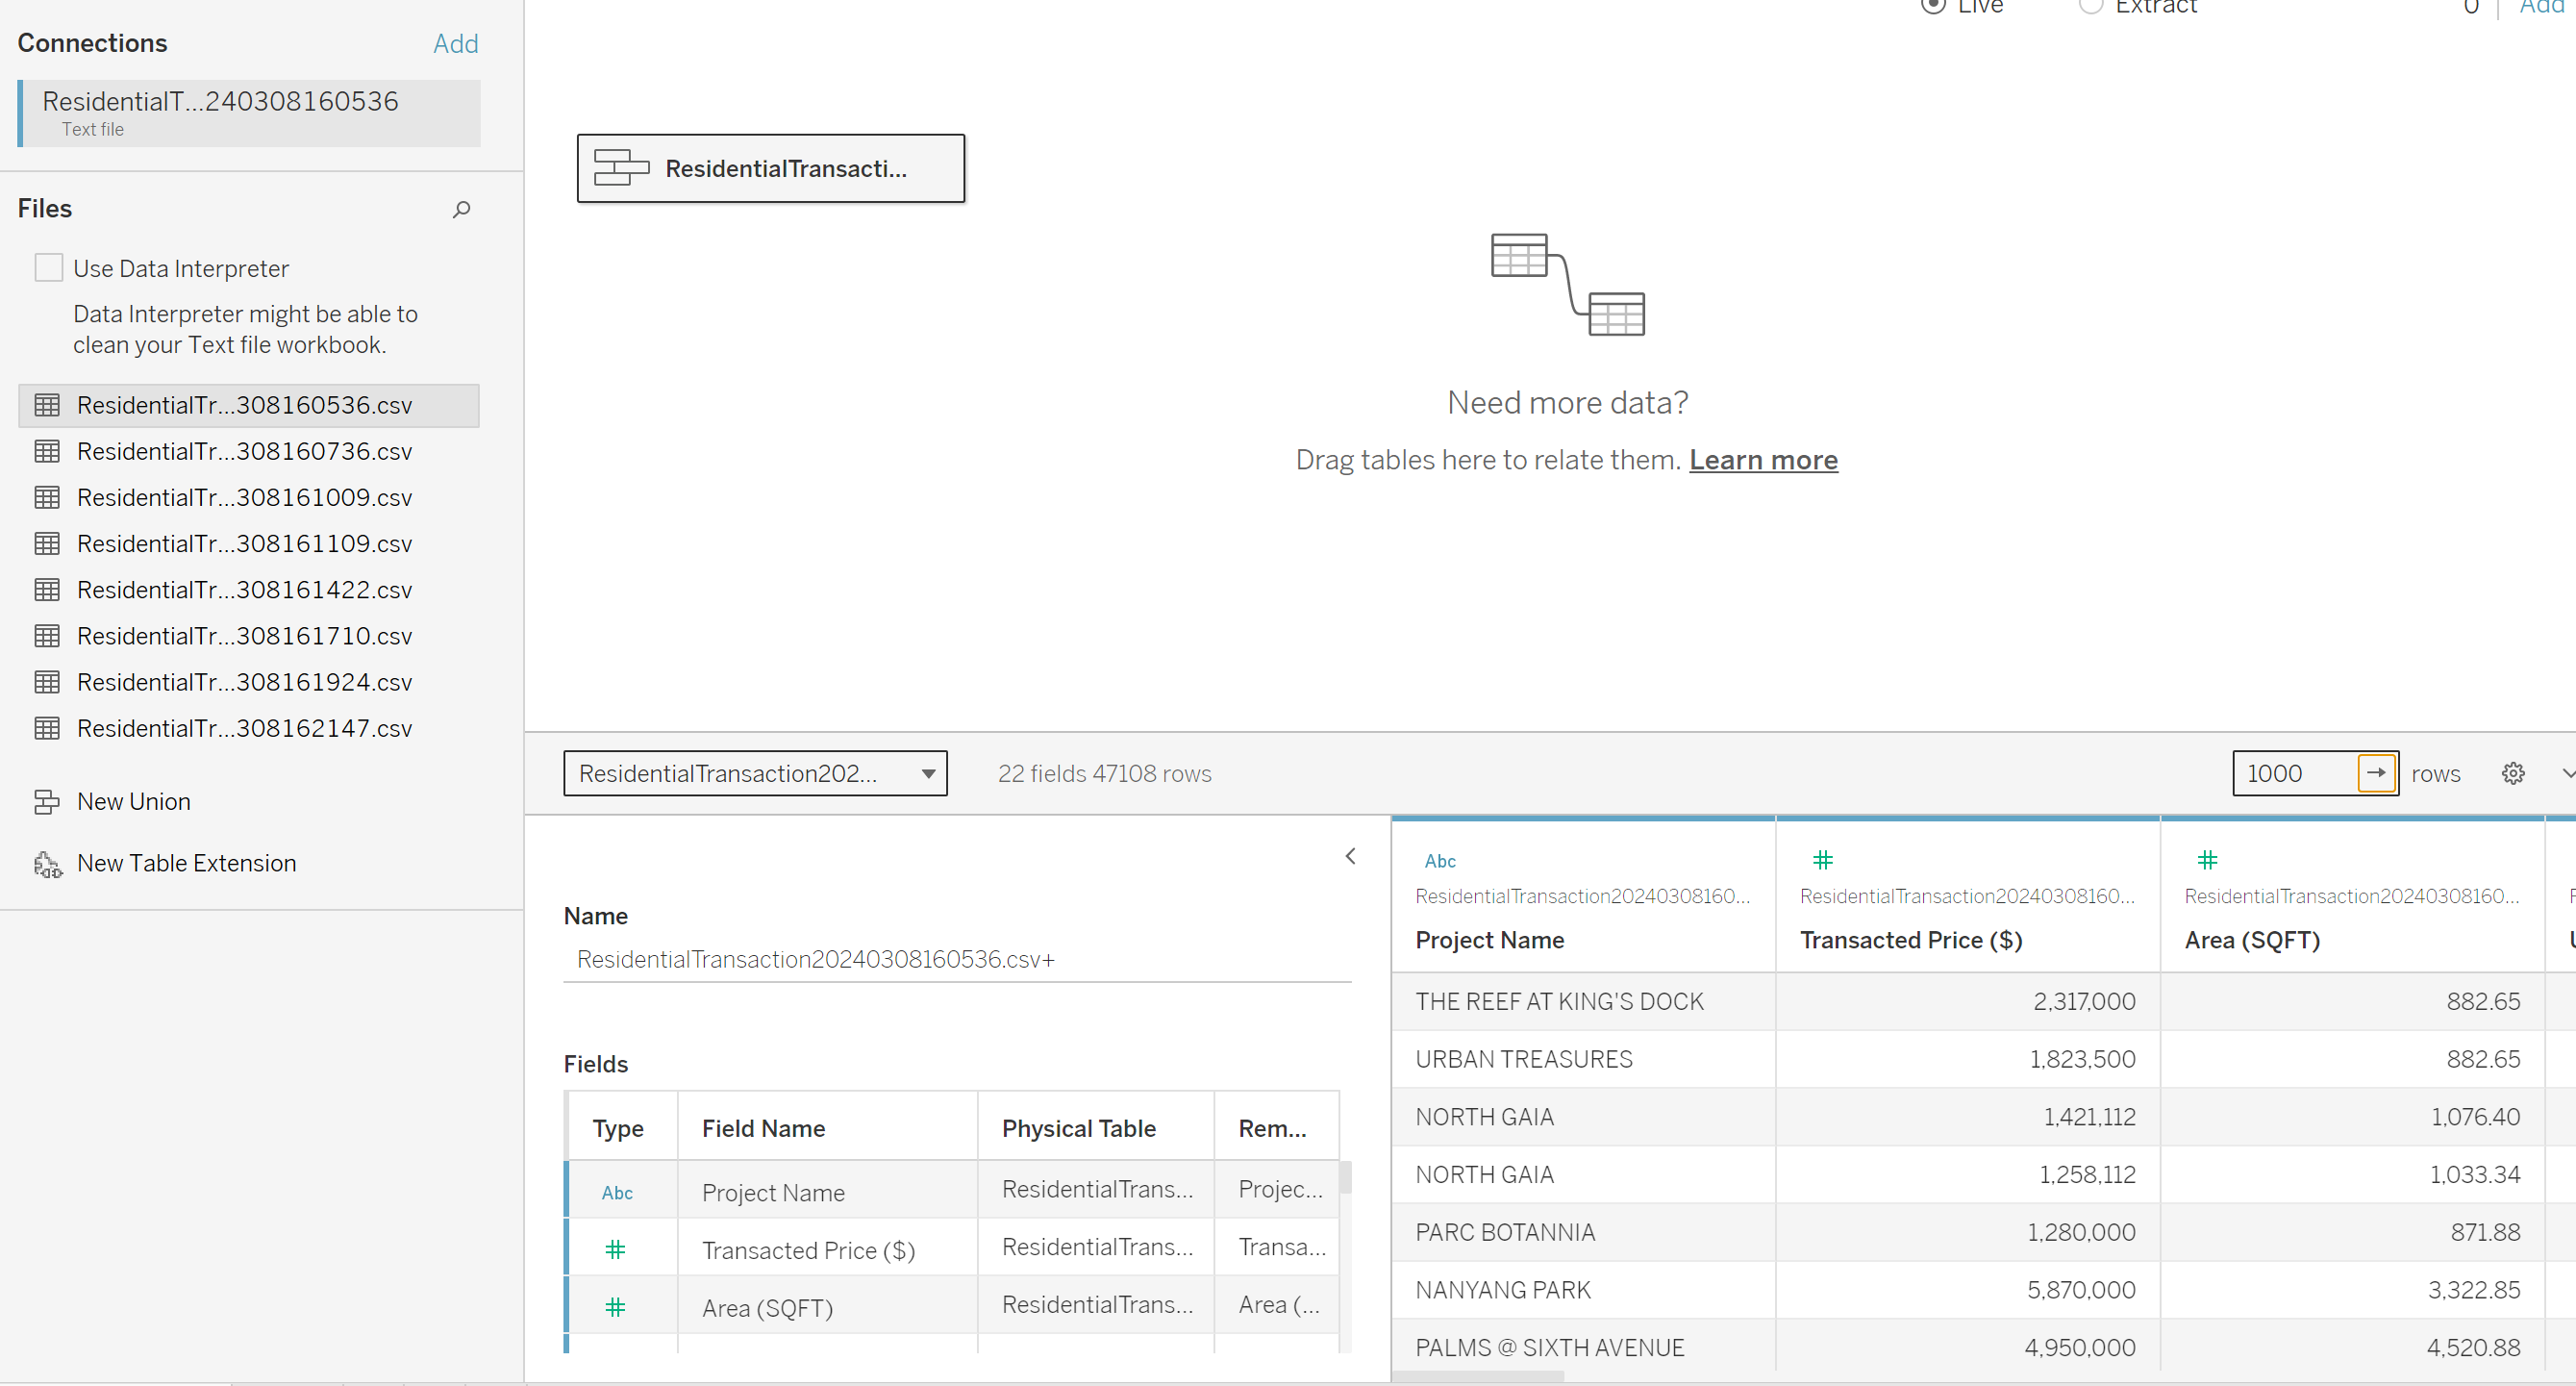 Live
Extract
0
Add
Connections
Add
ResidentialT...240308160536
Text file
Files
Use Data Interpreter
Data Interpreter might be able to
clean your Text file workbook.
ResidentialTr...308160536.csv
ResidentialTr...308160736.csv
ResidentialTr...308161009.csv
ResidentialTr...308161109.csv
ResidentialTr...308161422.csv
ResidentialTr...308161710.csv
ResidentialTr...308161924.csv
ResidentialTr...308162147.csv
New Union
New Table Extension
ResidentialTransacti...
Need more data?
Drag tables here to relate them. Learn more
ResidentialTransaction202...
22 fields 47108 rows
1000
rows
Name
ResidentialTransaction20240308160536.csv+
Fields
Type Field Name Physical Table Rem...
Abc Project Name ResidentialTrans... Projec...
# Transacted Price ($) ResidentialTrans... Transa...
# Area (SQFT) ResidentialTrans... Area (...
Abc # #
ResidentialTransaction20240308160... ResidentialTransaction20240308160... ResidentialTransaction20240308160...
Project Name Transacted Price ($) Area (SQFT)
THE REEF AT KING'S DOCK 2,317,000 882.65
URBAN TREASURES 1,823,500 882.65
NORTH GAIA 1,421,112 1,076.40
NORTH GAIA 1,258,112 1,033.34
PARC BOTANNIA 1,280,000 871.88
NANYANG PARK 5,870,000 3,322.85
PALMS @ SIXTH AVENUE 4,950,000 4,520.88